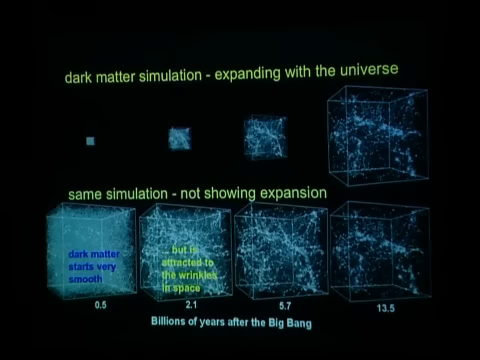 dark matter simulation - expanding with the universe
same simulation - not showing expansion
dark matter
starts very
smooth
... but is
attracted to
the wrinkles
in space
0.5 2.1 5.7 13.5
Billions of years after the Big Bang